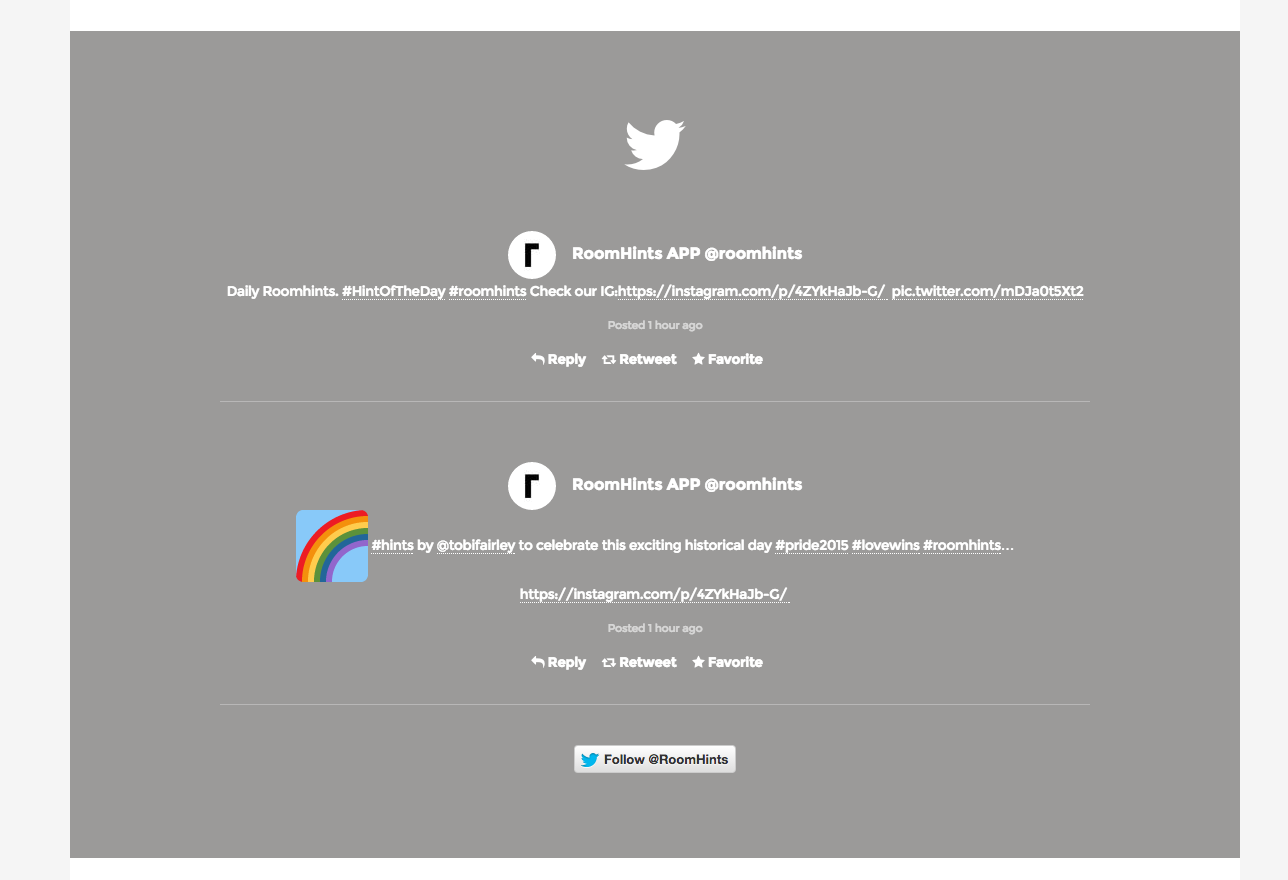 RoomHints APP @roomhints
Daily Roomhints. #HintOfTheDay #roomhints Check our IG:https://instagram.com/p/4ZYkHaJb-G/ pic.twitter.com/mDJa0t5Xt2
Posted 1 hour ago
Reply Retweet Favorite
RoomHints APP @roomhints
#hints by @tobifairley to celebrate this exciting historical day #pride2015 #lovewins #roomhints…
https://instagram.com/p/4ZYkHaJb-G/
Posted 1 hour ago
Reply Retweet Favorite
Follow @RoomHints